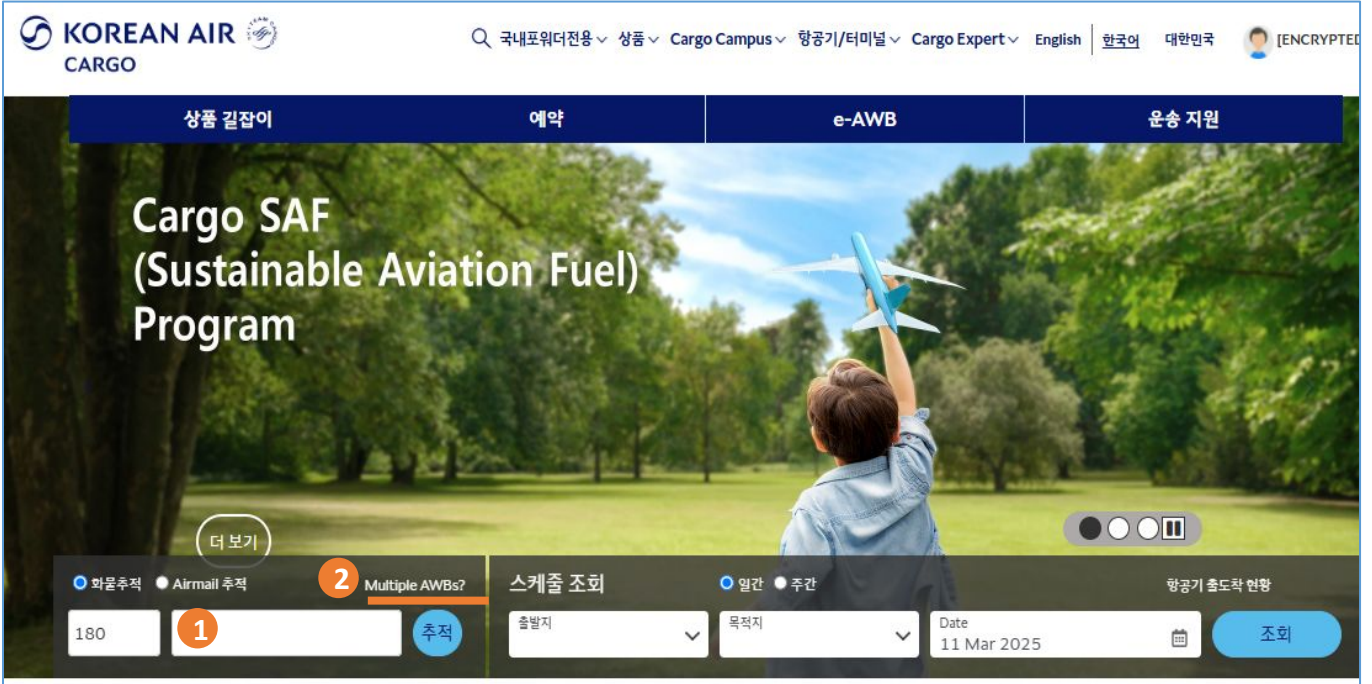 KOREAN AIR
CARGO
국내포워더전용 상품 Cargo Campus 항공기/터미널 Cargo Expert English 한국어 대한민국 [ENCRYPTED
상품 길잡이 예약 e-AWB 운송 지원
Cargo SAF
(Sustainable Aviation Fuel)
Program
더 보기
화물추적 Airmail 추적 2 Multiple AWBs? 스케줄 조회 일간 주간 항공기 출도착 현황
180 1 추적 출발지 목적지 Date
11 Mar 2025 조회